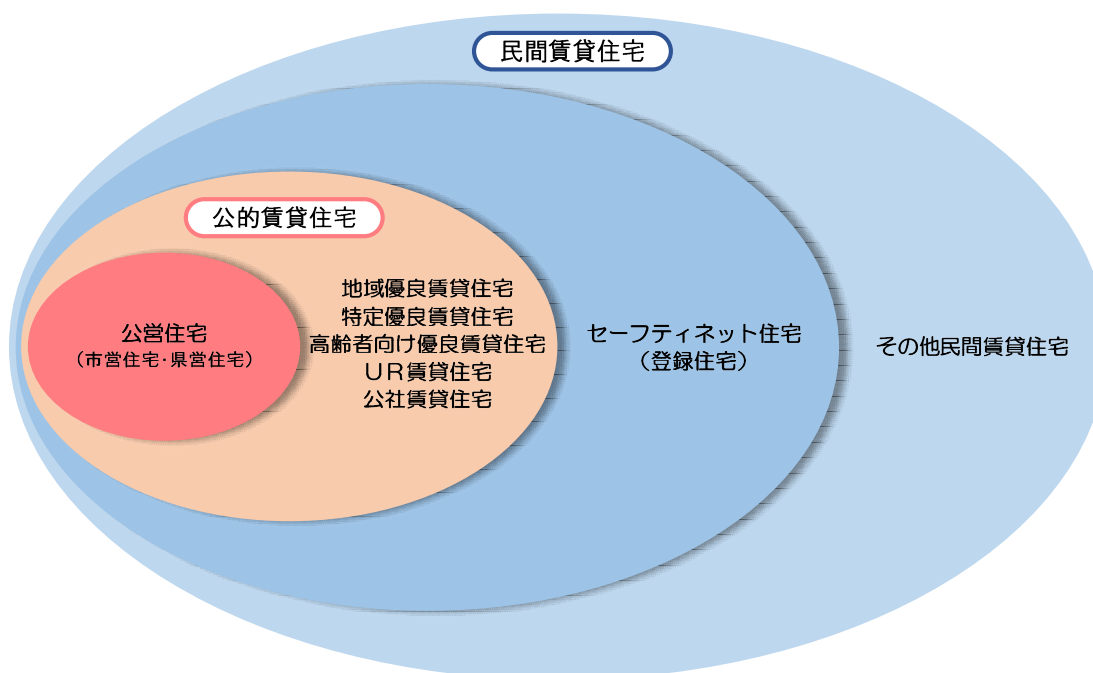 民間賃貸住宅
公的賃貸住宅
公営住宅
（市営住宅・県営住宅）
地域優良賃貸住宅
特定優良賃貸住宅
高齢者向け優良賃貸住宅
ＵＲ賃貸住宅
公社賃貸住宅
セーフティネット住宅
（登録住宅）
その他民間賃貸住宅